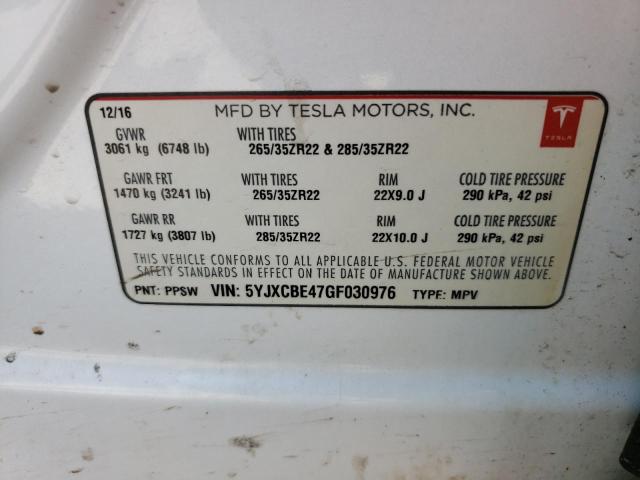 12/16 MFD BY TESLA MOTORS, INC.
GVWR WITH TIRES
3061 kg (6748 lb) 265/35ZR22 & 285/35ZR22
TESLA
GAWR FRT WITH TIRES RIM COLD TIRE PRESSURE
1470 kg (3241 lb) 265/35ZR22 22X9.0 J 290 kPa, 42 psi
GAWR RR WITH TIRES RIM COLD TIRE PRESSURE
1727 kg (3807 lb) 285/35ZR22 22X10.0 J 290 kPa, 42 psi
THIS VEHICLE CONFORMS TO ALL APPLICABLE U.S. FEDERAL MOTOR VEHICLE
SAFETY STANDARDS IN EFFECT ON THE DATE OF MANUFACTURE SHOWN ABOVE.
PNT: PPSW VIN: 5YJXCBE47GF030976 TYPE: MPV